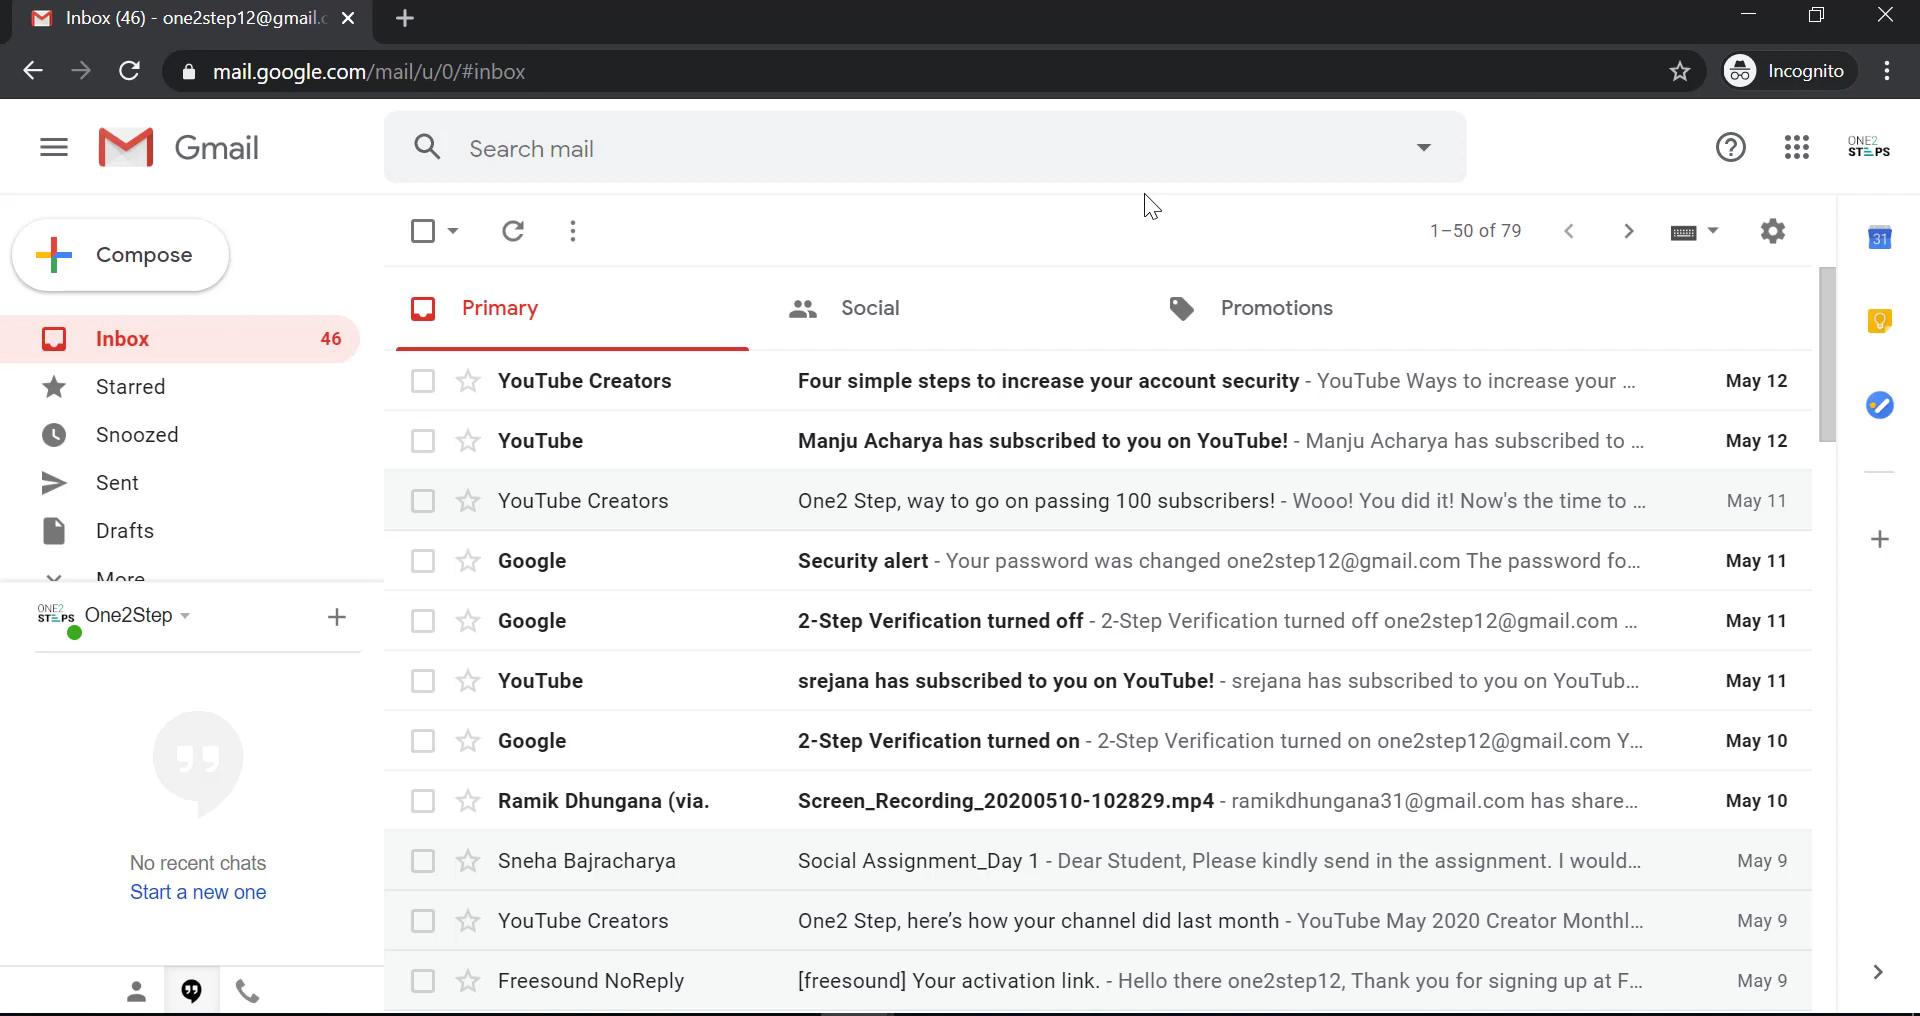 Inbox (46) - one2step12@gmail.c
mail.google.com/mail/u/0/#inbox
Incognito
Gmail
Search mail
ONE2
STEPS
Compose
1–50 of 79
31
Primary
Social
Promotions
Inbox 46
Starred
Snoozed
Sent
Drafts
More
YouTube Creators Four simple steps to increase your account security - YouTube Ways to increase your ... May 12
YouTube Manju Acharya has subscribed to you on YouTube! - Manju Acharya has subscribed to ... May 12
YouTube Creators One2 Step, way to go on passing 100 subscribers! - Wooo! You did it! Now's the time to ... May 11
Google Security alert - Your password was changed one2step12@gmail.com The password fo... May 11
Google 2-Step Verification turned off - 2-Step Verification turned off one2step12@gmail.com ... May 11
YouTube srejana has subscribed to you on YouTube! - srejana has subscribed to you on YouTub... May 11
Google 2-Step Verification turned on - 2-Step Verification turned on one2step12@gmail.com Y... May 10
Ramik Dhungana (via. Screen_Recording_20200510-102829.mp4 - ramikdhungana31@gmail.com has share... May 10
Sneha Bajracharya Social Assignment_Day 1 - Dear Student, Please kindly send in the assignment. I would... May 9
YouTube Creators One2 Step, here's how your channel did last month - YouTube May 2020 Creator Monthl... May 9
Freesound NoReply [freesound] Your activation link. - Hello there one2step12, Thank you for signing up at F... May 9
ONE2
STEPS
One2Step
No recent chats
Start a new one